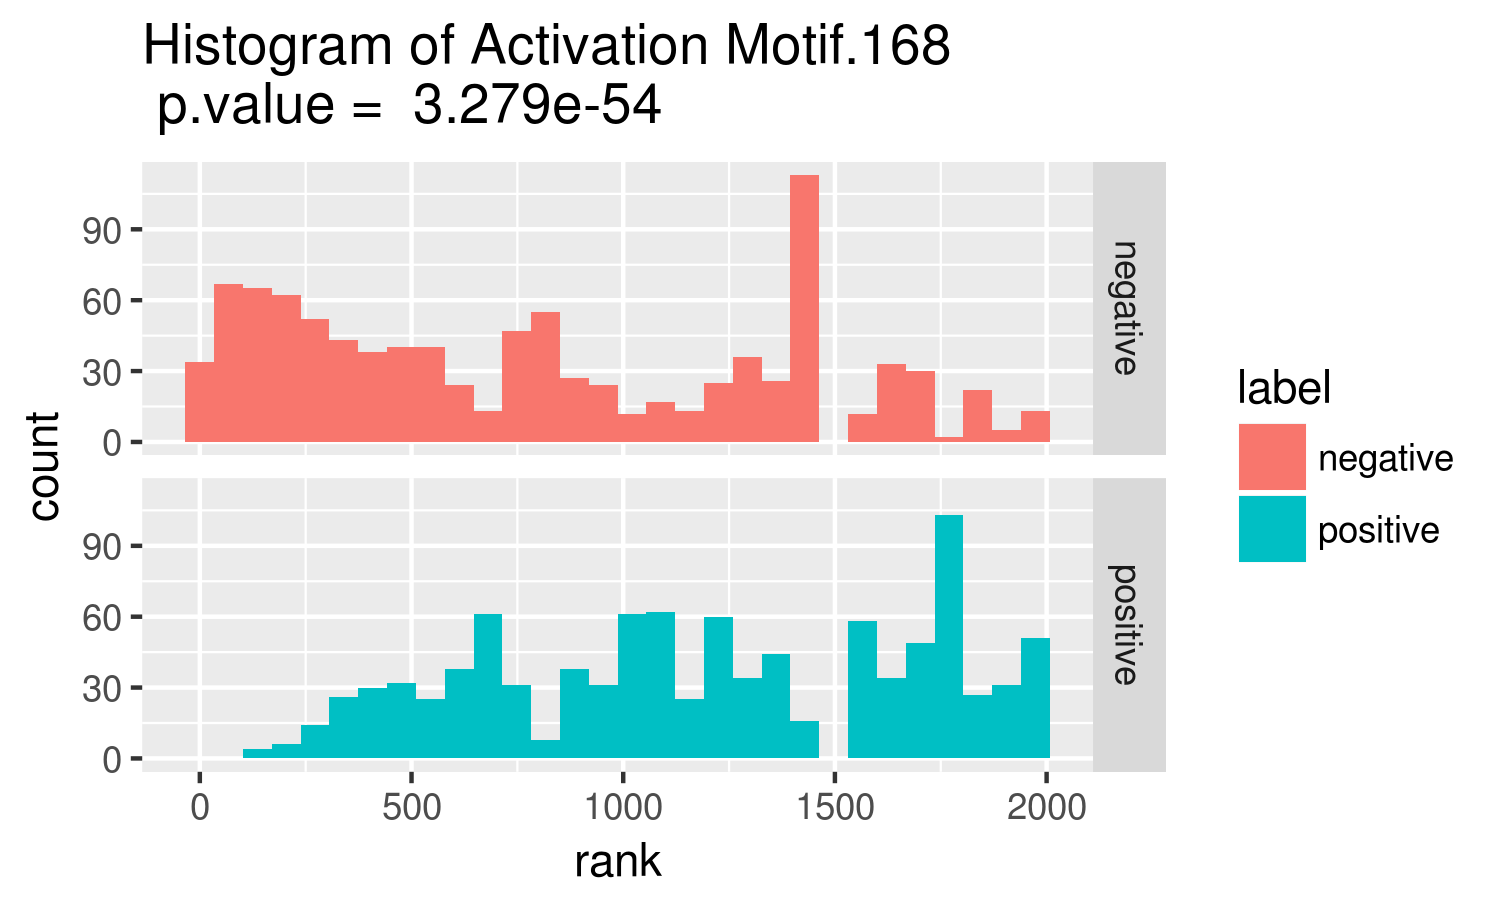 Histogram of Activation Motif.168
p.value = 3.279e-54
count
90
60
30
0
negative
90
60
30
0
positive
0 500 1000 1500 2000
rank
label
negative
positive